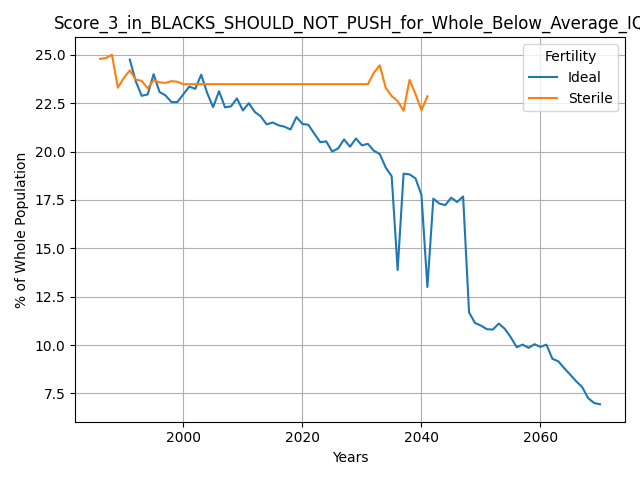 Score_3_in_BLACKS_SHOULD_NOT_PUSH_for_Whole_Below_Average_IQ
Fertility
Ideal
Sterile
% of Whole Population
25.0
22.5
20.0
17.5
15.0
12.5
10.0
7.5
2000 2020 2040 2060
Years